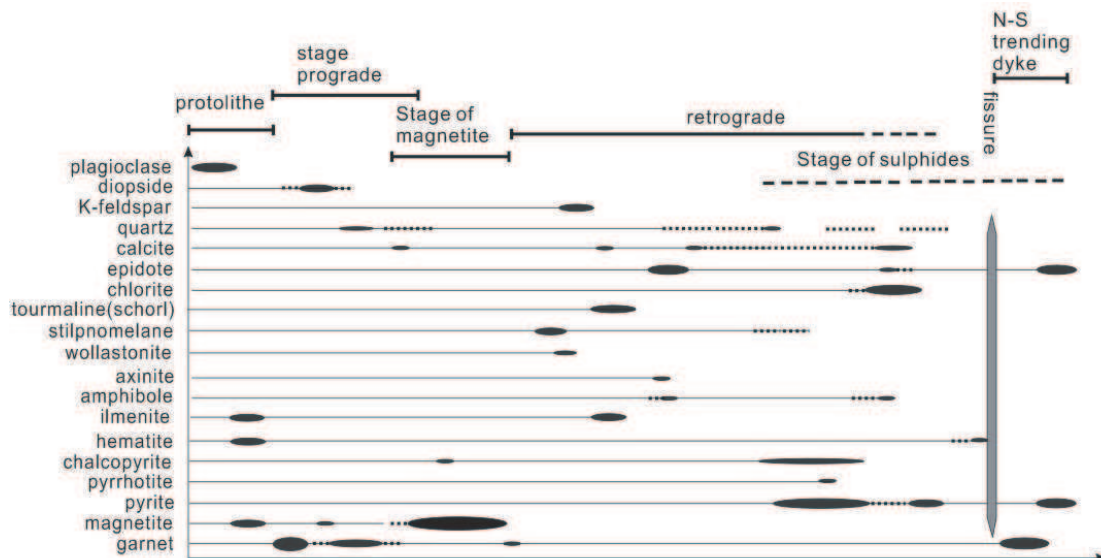 N-S
trending
dyke
stage
prograde
protolithe
Stage of
magnetite
retrograde
fissure
Stage of sulphides
plagioclase
diopside
K-feldspar
quartz
calcite
epidote
chlorite
tourmaline(schorl)
stilpnomelane
wollastonite
axinite
amphibole
ilmenite
hematite
chalcopyrite
pyrrhotite
pyrite
magnetite
garnet